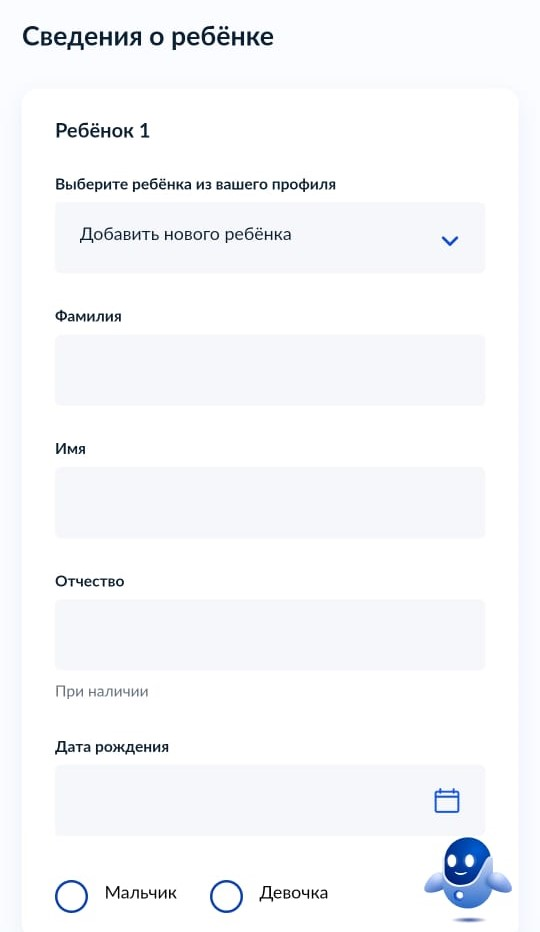 Сведения о ребёнке
Ребёнок 1
Выберите ребёнка из вашего профиля
Добавить нового ребёнка
Фамилия
Имя
Отчество
При наличии
Дата рождения
Мальчик Девочка